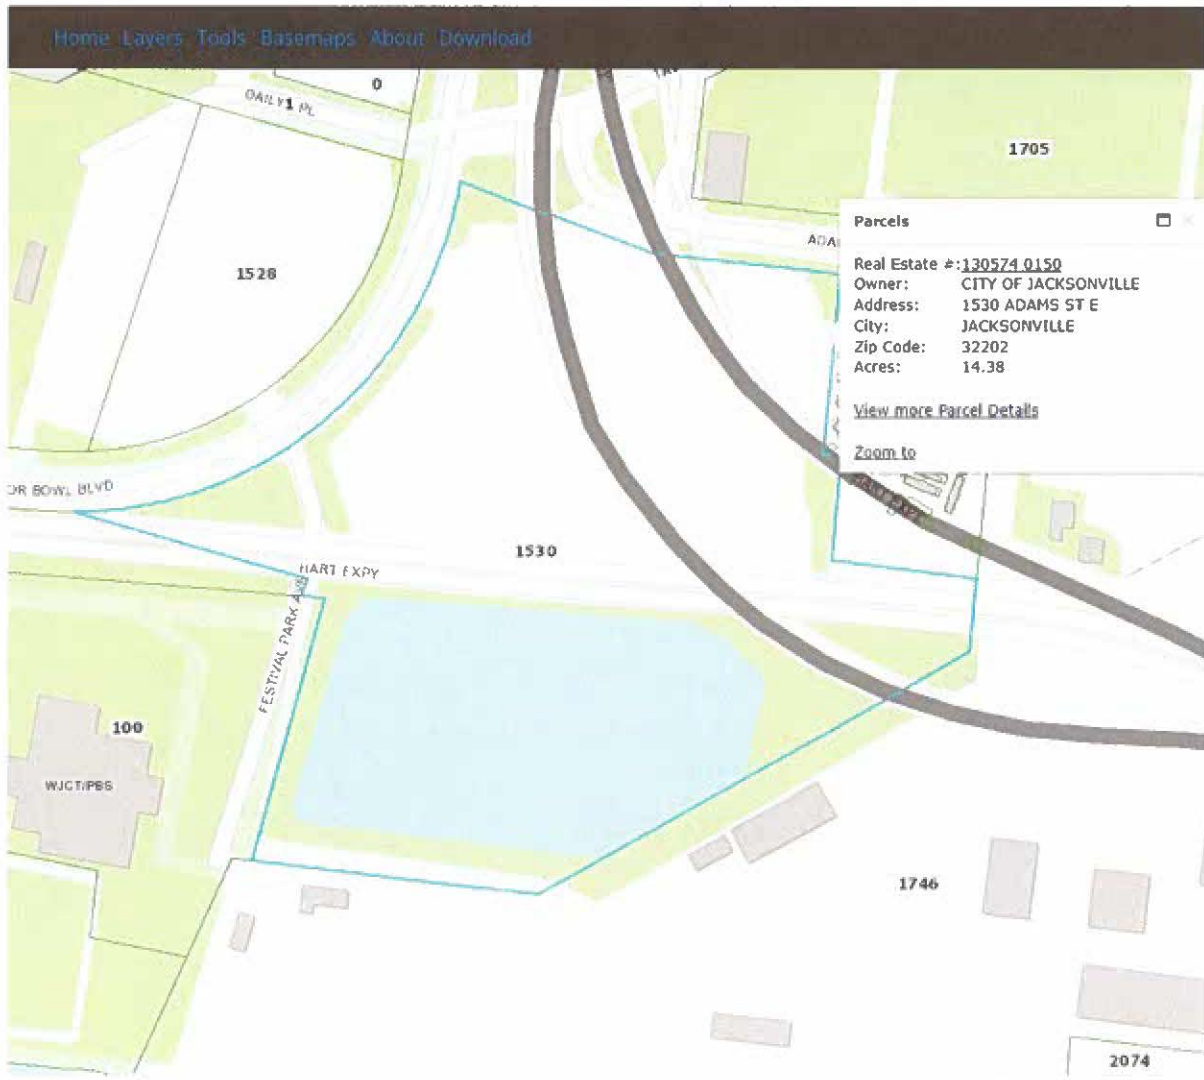 Home Layers Tools Basemaps About Download
0
DAILY1 PL
1705
1528
ADA
Parcels
Real Estate #:130574 0150
Owner: CITY OF JACKSONVILLE
Address: 1530 ADAMS ST E
City: JACKSONVILLE
Zip Code: 32202
Acres: 14.38
View more Parcel Details
Zoom to
OR BOWL BLVD
1530
HART EXPY
FESTIVAL PARK AVE
100
WJCT/PBS
1746
2074